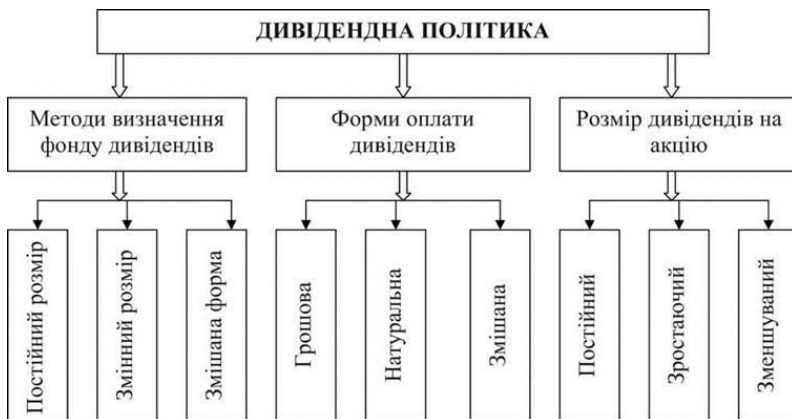 ДИВІДЕНДНА ПОЛІТИКА
Методи визначення
фонду дивідендів
Форми оплати
дивідендів
Розмір дивідендів на
акцію
Постійний розмір
Змінний розмір
Змішана форма
Грошова
Натуральна
Змішана
Постійний
Зростаючий
Зменшуваний